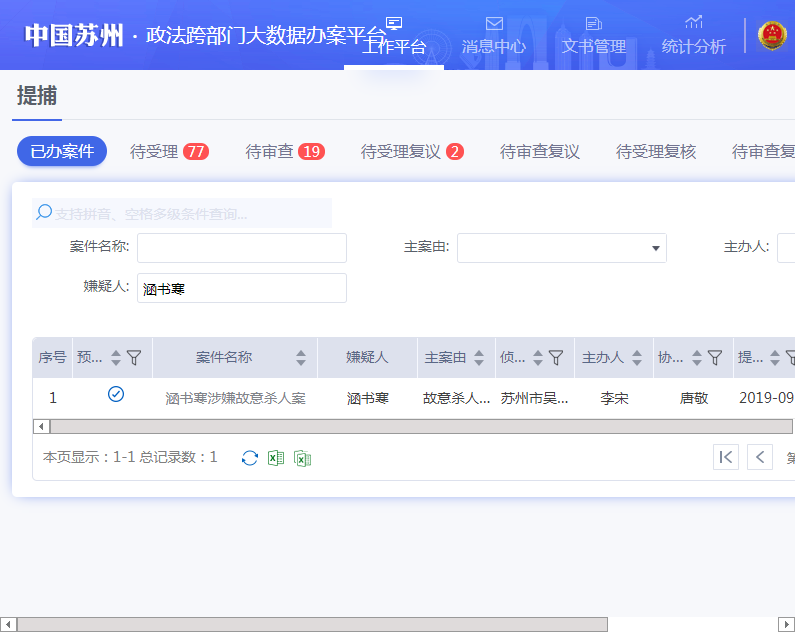 中国苏州 · 政法跨部门大数据办案平台
工作平台 消息中心 文书管理 统计分析
提捕
已办案件 待受理 77 待审查 19 待受理复议 2 待审查复议 待受理复核 待审查复
支持拼音、空格多级条件查询...
案件名称: 主案由: 主办人:
嫌疑人: 涵书寒
序号 预... 案件名称 嫌疑人 主案由 侦... 主办人 协... 提...
1 涵书寒涉嫌故意杀人案 涵书寒 故意杀人... 苏州市吴... 李宋 唐敬 2019-09
本页显示：1-1 总记录数：1 第